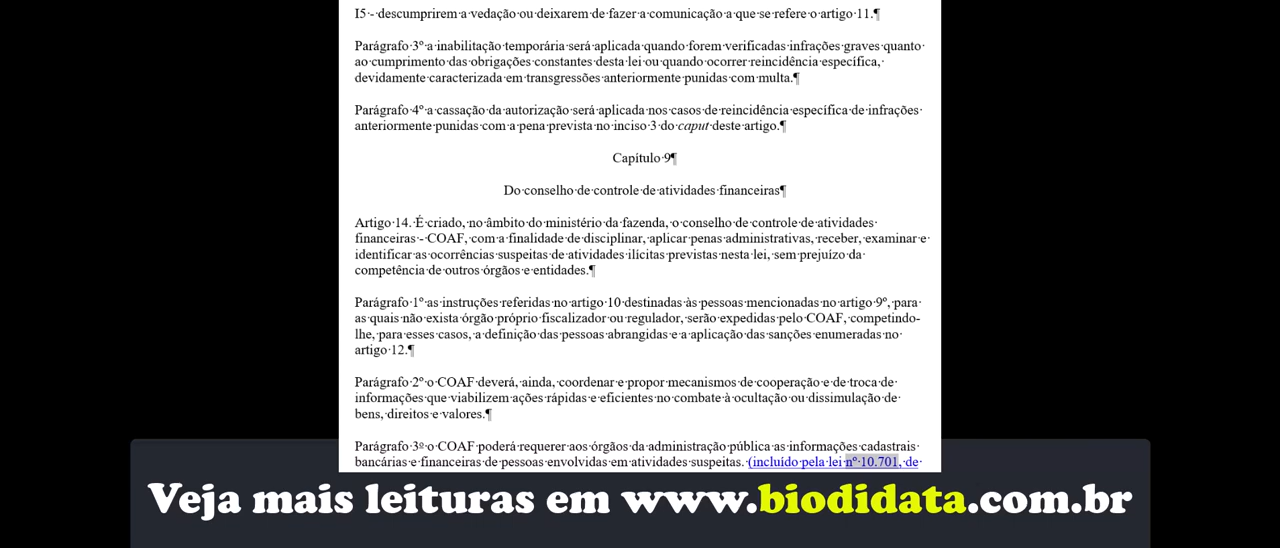 I5 - descumprirem a vedação ou deixarem de fazer a comunicação a que se refere o artigo 11.¶
Parágrafo 3º a inabilitação temporária será aplicada quando forem verificadas infrações graves quanto
ao cumprimento das obrigações constantes desta lei ou quando ocorrer reincidência específica,
devidamente caracterizada em transgressões anteriormente punidas com multa.¶
Parágrafo 4º a cassação da autorização será aplicada nos casos de reincidência específica de infrações
anteriormente punidas com a pena prevista no inciso 3 do caput deste artigo.¶
Capítulo 9¶
Do conselho de controle de atividades financeiras¶
Artigo 14. É criado, no âmbito do ministério da fazenda, o conselho de controle de atividades
financeiras - COAF, com a finalidade de disciplinar, aplicar penas administrativas, receber, examinar e
identificar as ocorrências suspeitas de atividades ilícitas previstas nesta lei, sem prejuízo da
competência de outros órgãos e entidades.¶
Parágrafo 1º as instruções referidas no artigo 10 destinadas às pessoas mencionadas no artigo 9º, para
as quais não exista órgão próprio fiscalizador ou regulador, serão expedidas pelo COAF, competindo-
lhe, para esses casos, a definição das pessoas abrangidas e a aplicação das sanções enumeradas no
artigo 12.¶
Parágrafo 2º o COAF deverá, ainda, coordenar e propor mecanismos de cooperação e de troca de
informações que viabilizem ações rápidas e eficientes no combate à ocultação ou dissimulação de
bens, direitos e valores.¶
Parágrafo 3º o COAF poderá requerer aos órgãos da administração pública as informações cadastrais
bancárias e financeiras de pessoas envolvidas em atividades suspeitas. (incluído pela lei nº 10.701, de
Veja mais leituras em www.biodidata.com.br